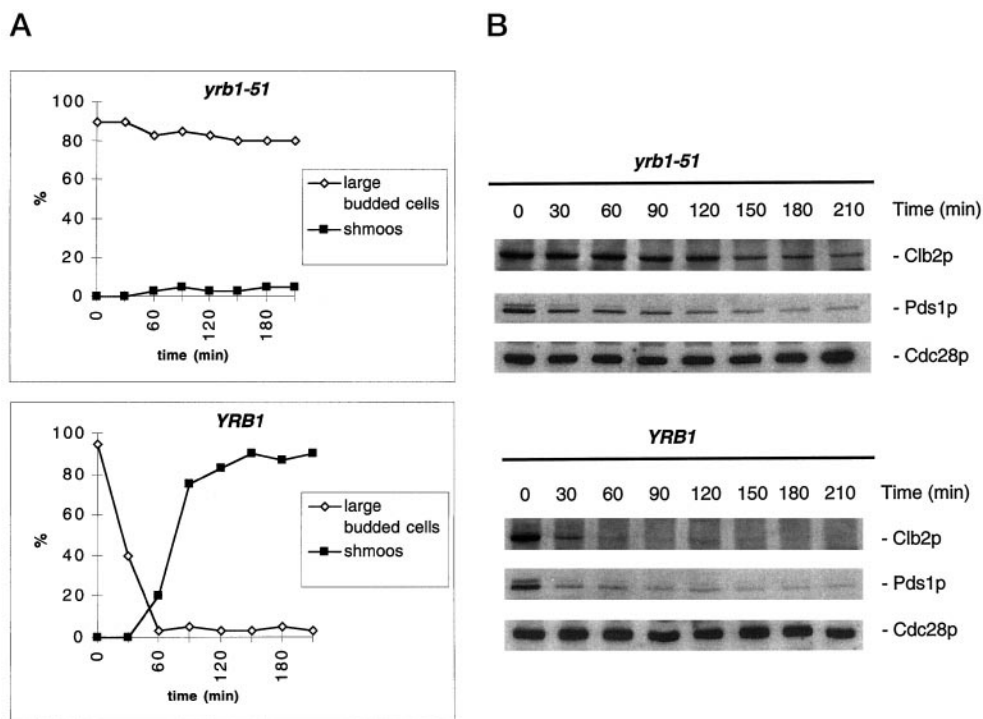 A
yrb1-51
100
80
60
40
20
0
%
0
60
120
180
time (min)
large
budded cells
shmoos
YRB1
100
80
60
40
20
0
%
0
60
120
180
time (min)
large
budded cells
shmoos
B
yrb1-51
0 30 60 90 120 150 180 210 Time (min)
- Clb2p
- Pds1p
- Cdc28p
YRB1
0 30 60 90 120 150 180 210 Time (min)
- Clb2p
- Pds1p
- Cdc28p